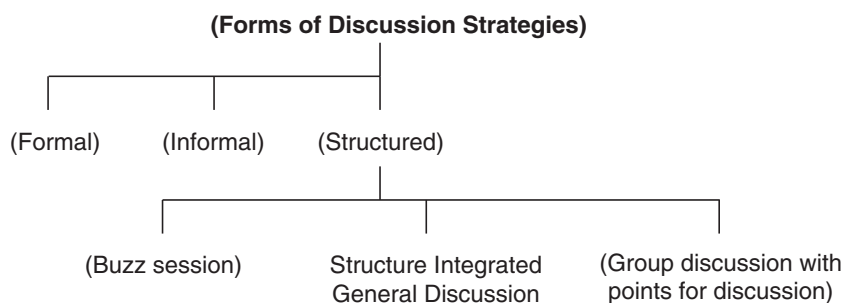 (Forms of Discussion Strategies)
(Formal)
(Informal)
(Structured)
(Buzz session)
Structure Integrated
General Discussion
(Group discussion with
points for discussion)